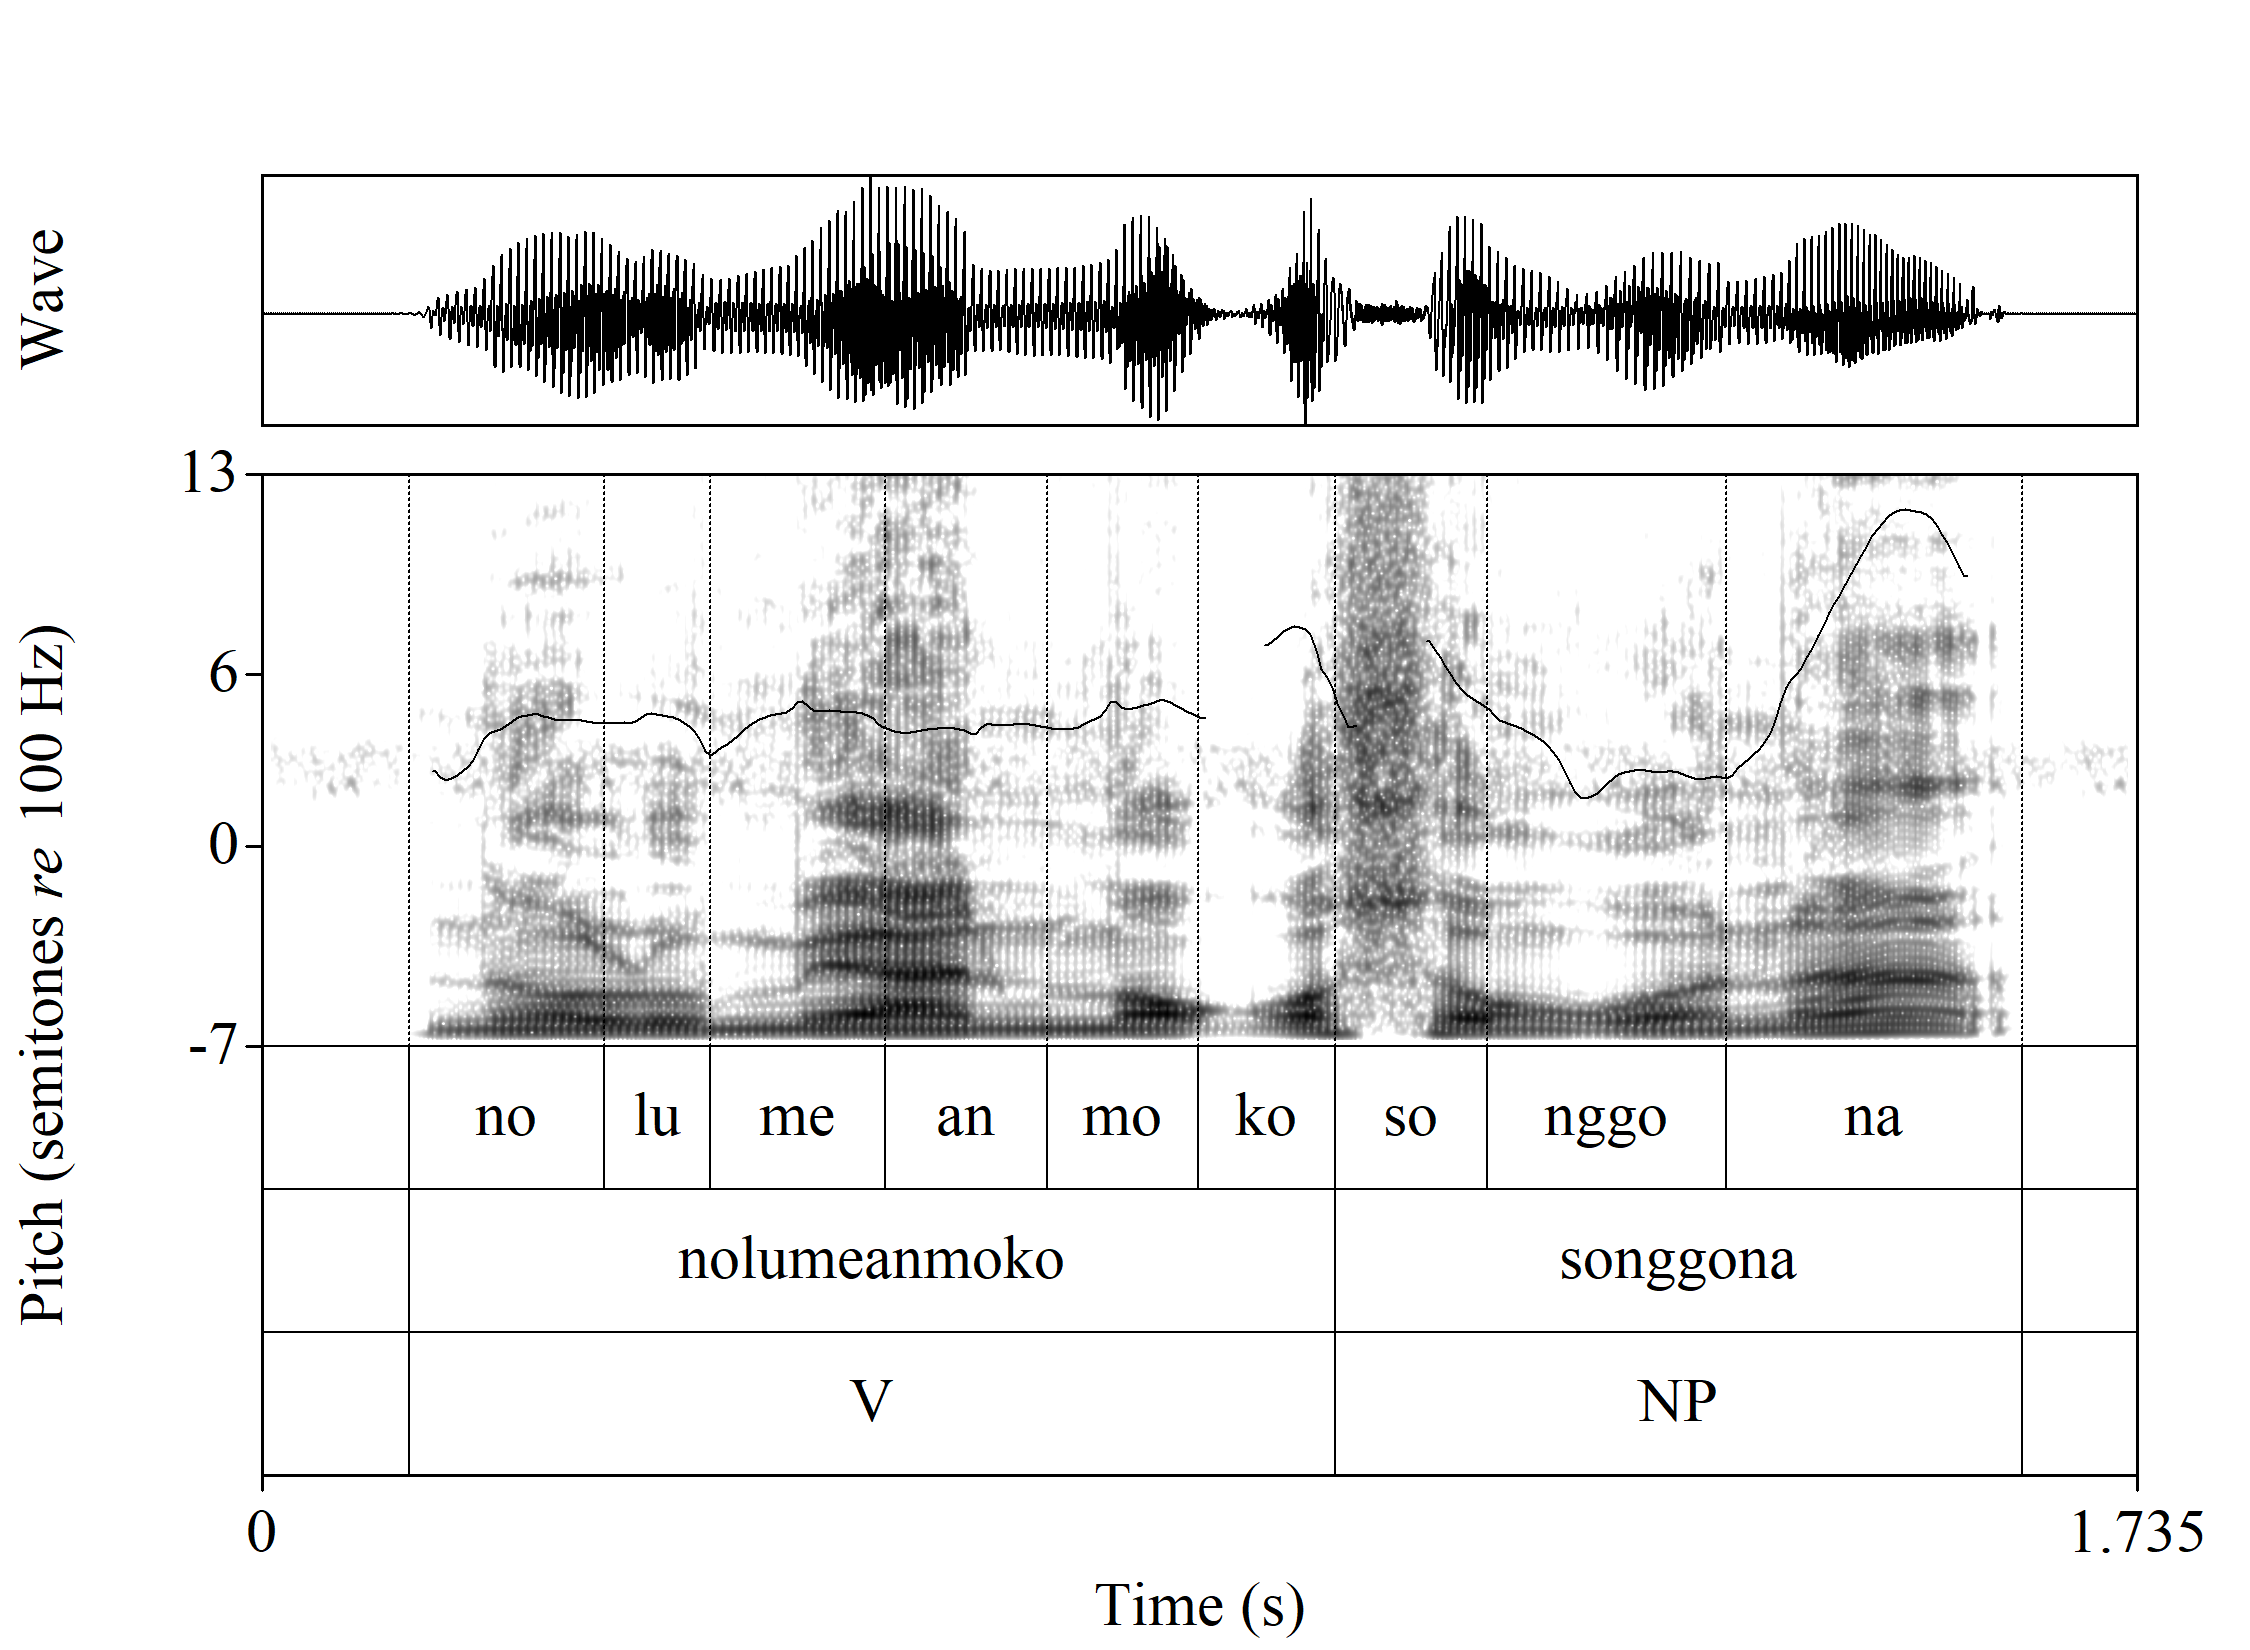 Wave
13
6
0
-7
Pitch (semitones re 100 Hz)
no lu me an mo ko so nggo na
nolumeanmoko songgona
V NP
0 1.735
Time (s)